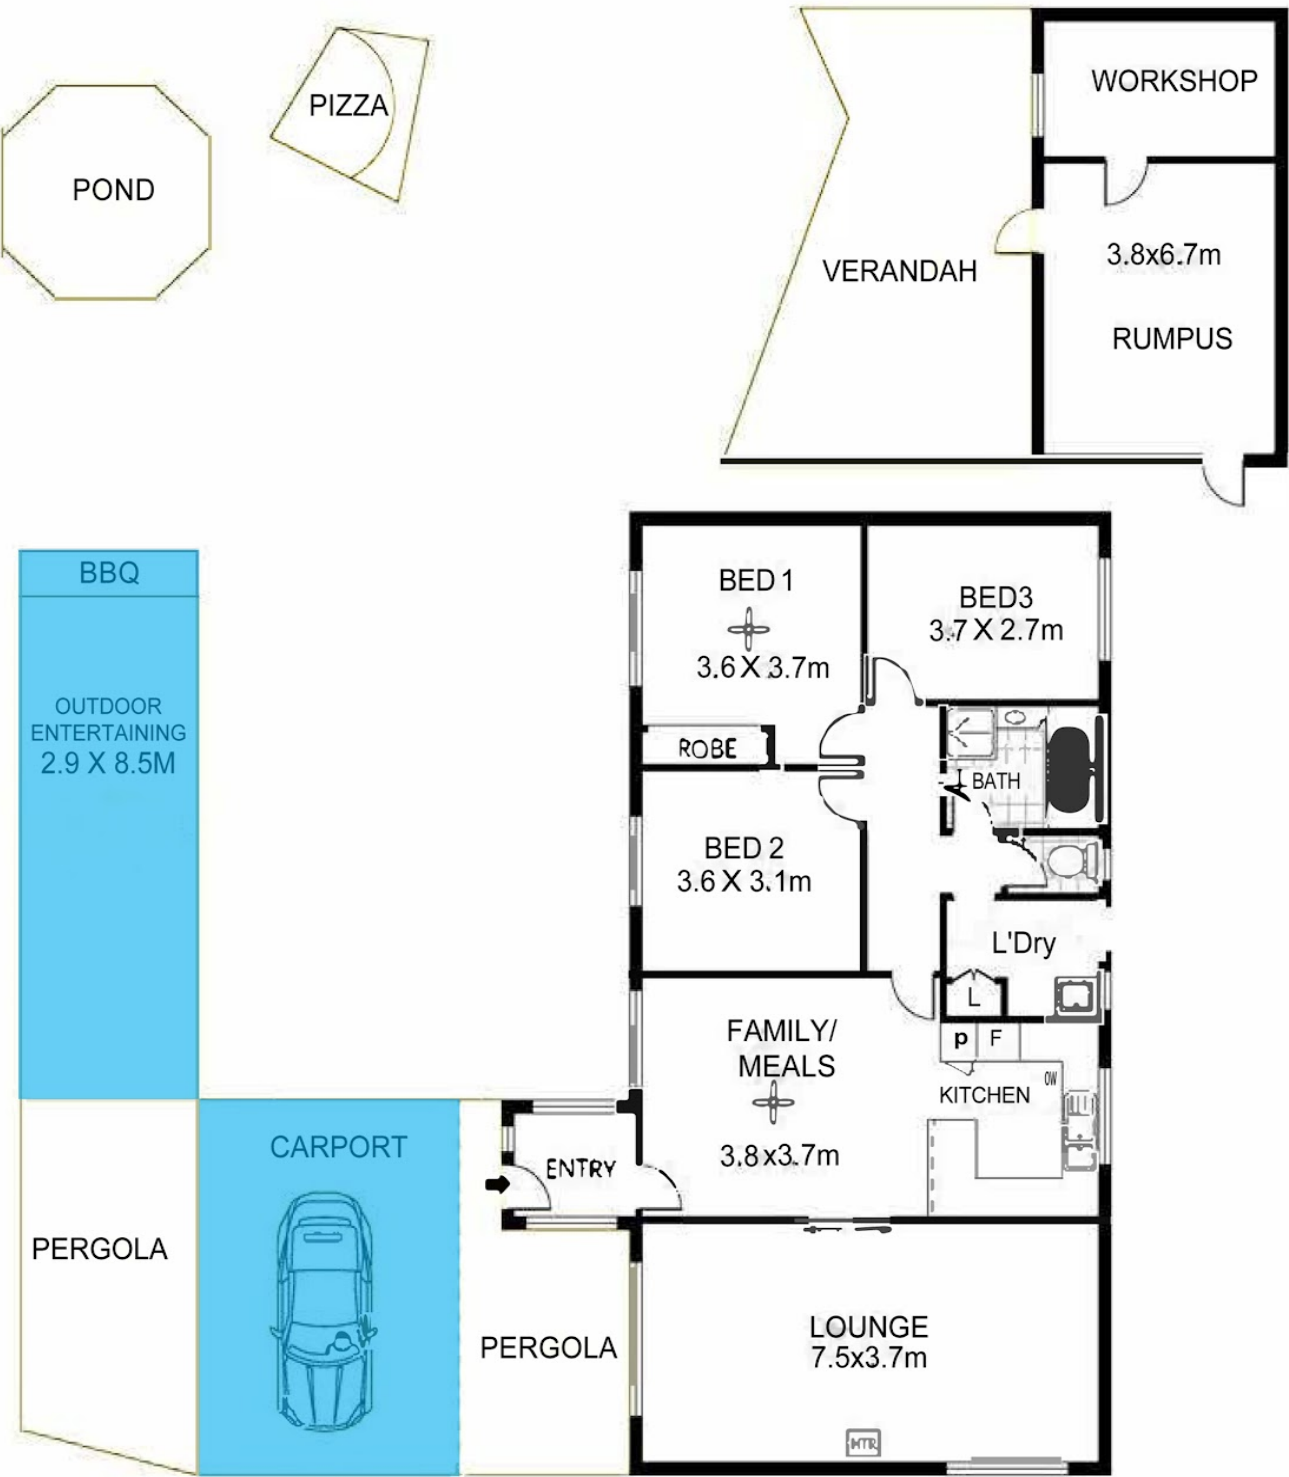 WORKSHOP
PIZZA
POND
3.8x6.7m
VERANDAH
RUMPUS
BBQ
BED 1
3.6 X 3.7m
BED3
3.7 X 2.7m
OUTDOOR
ENTERTAINING
2.9 X 8.5M
ROBE
BATH
BED 2
3.6 X 3.1m
L'Dry
L
FAMILY/
MEALS
3.8x3.7m
p F
OW
KITCHEN
CARPORT
ENTRY
PERGOLA
PERGOLA
LOUNGE
7.5x3.7m
HTR